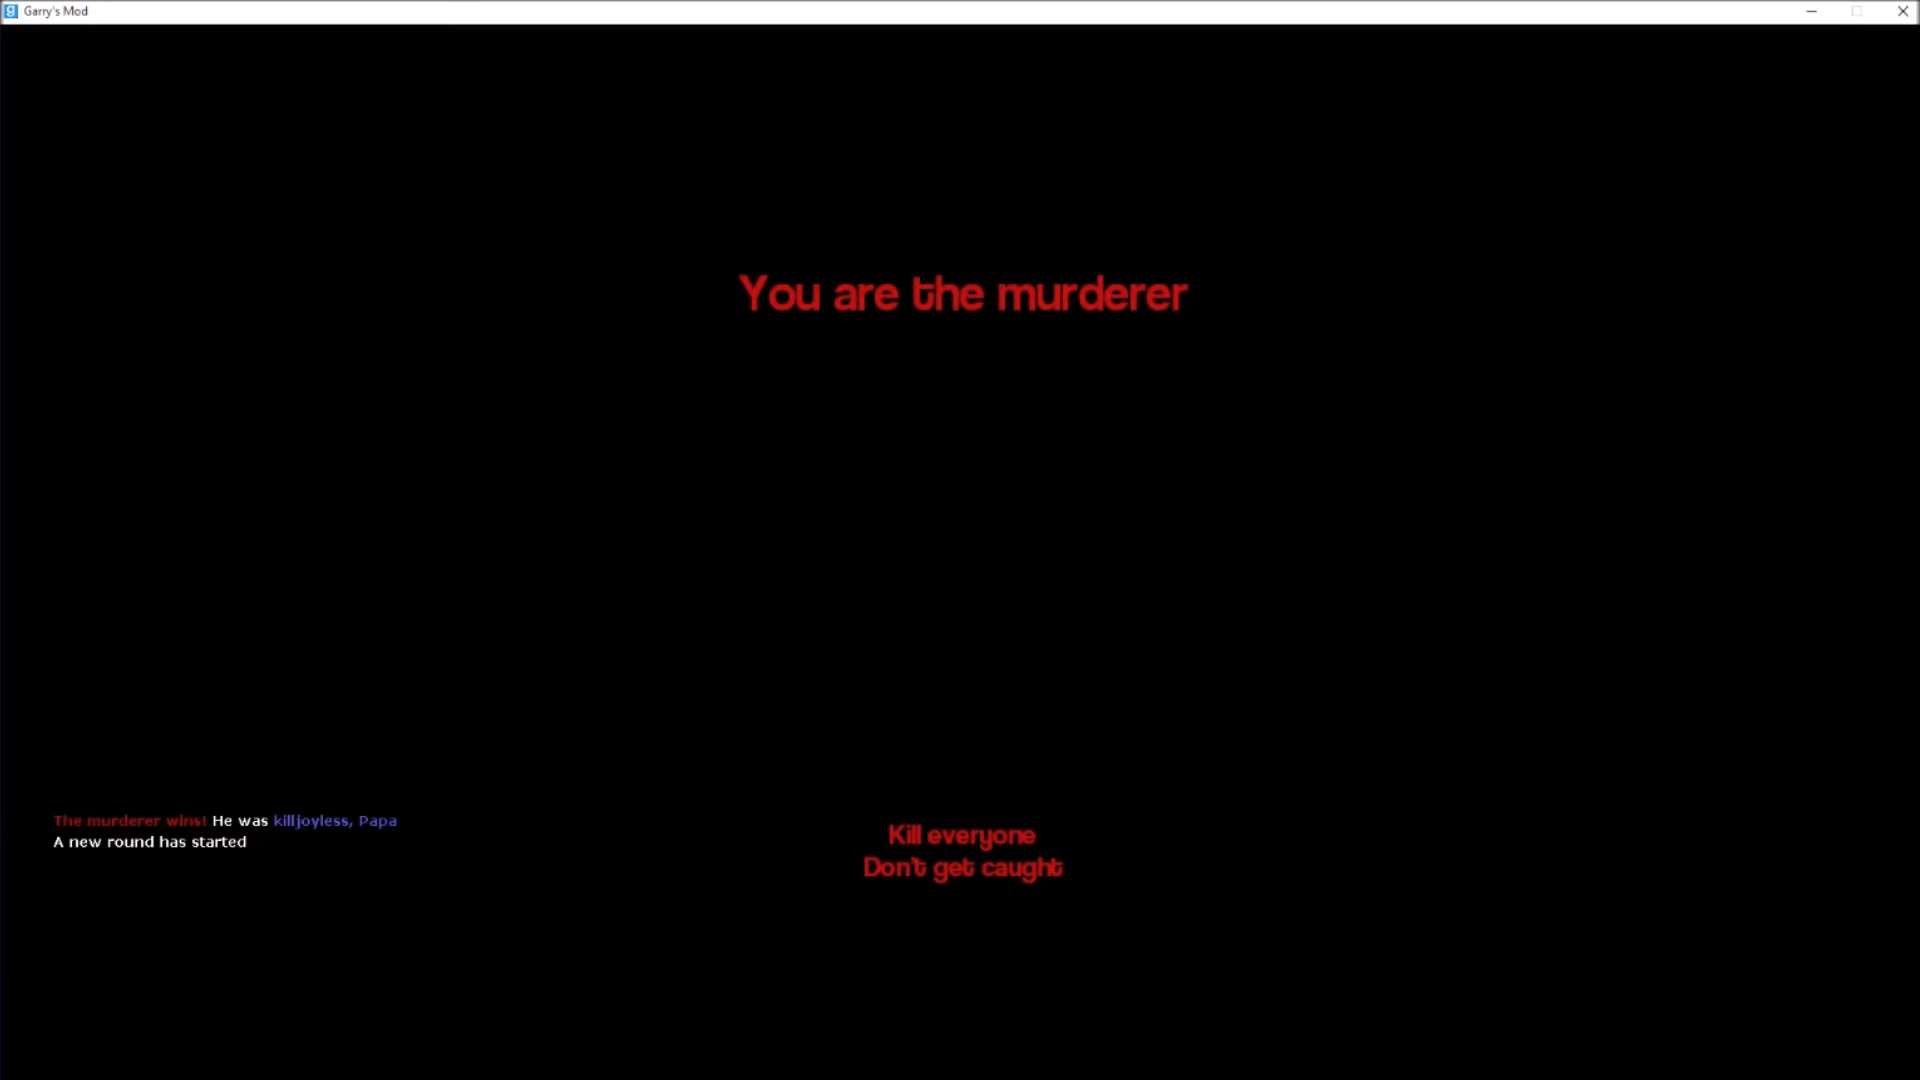 Garry's Mod
You are the murderer
The murderer wins! He was killjoyless, Papa
A new round has started
Kill everyone
Don't get caught